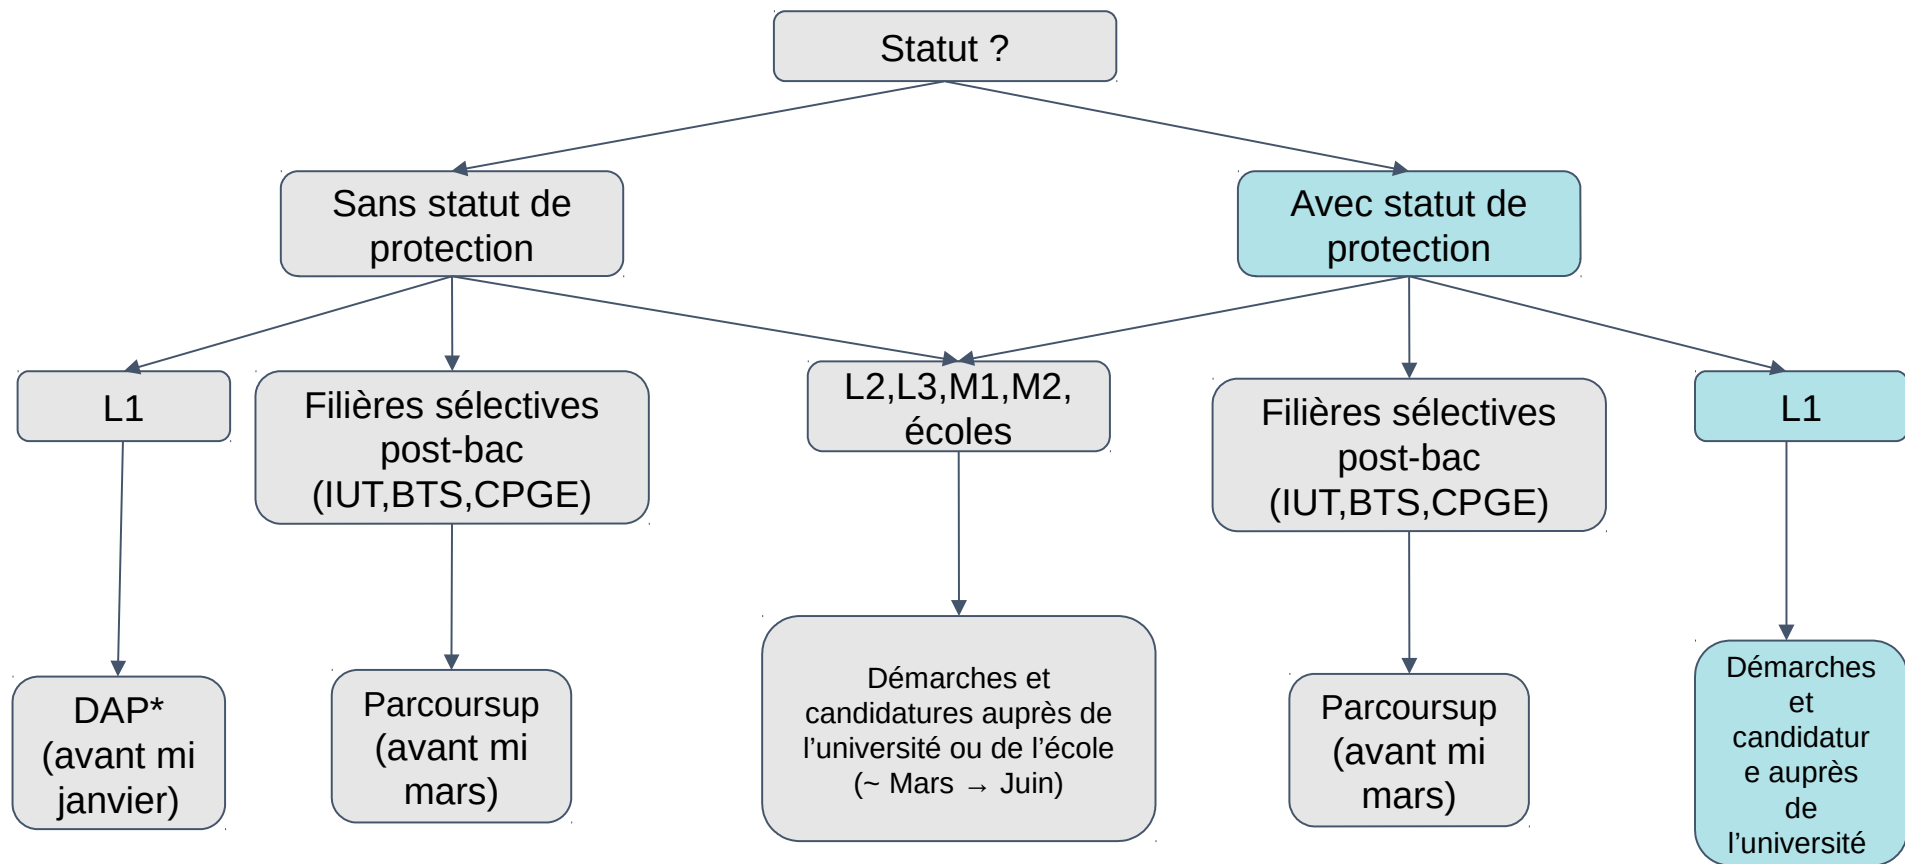 Statut ?
Sans statut de
protection
Avec statut de
protection
L1
Filières sélectives
post-bac
(IUT,BTS,CPGE)
L2,L3,M1,M2,
écoles
Filières sélectives
post-bac
(IUT,BTS,CPGE)
L1
DAP*
(avant mi
janvier)
Parcoursup
(avant mi
mars)
Démarches et
candidatures auprès de
l’université ou de l’école
(~ Mars → Juin)
Parcoursup
(avant mi
mars)
Démarches
et
candidatur
e auprès
de
l’université